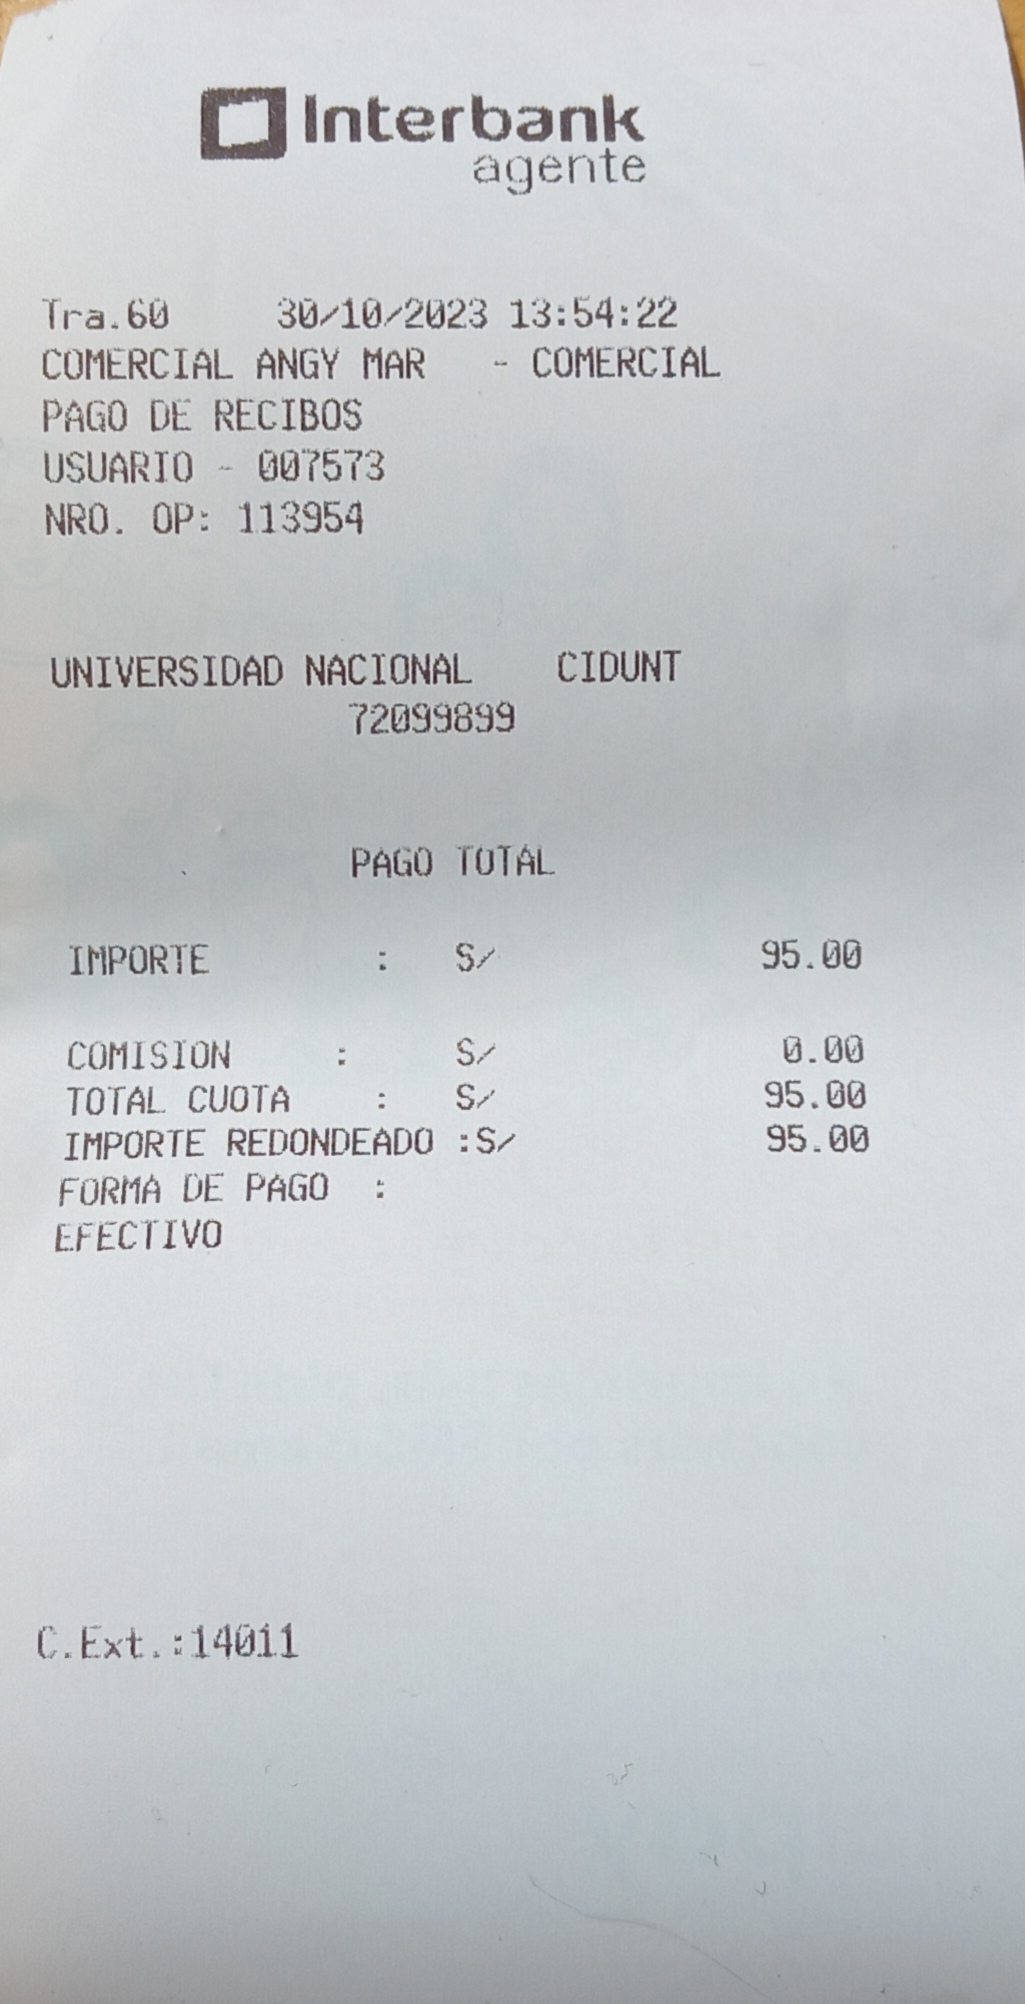 Interbank
agente
Tra.60 30/10/2023 13:54:22
COMERCIAL ANGY MAR - COMERCIAL
PAGO DE RECIBOS
USUARIO - 007573
NRO. OP: 113954
UNIVERSIDAD NACIONAL CIDUNT
72099899
PAGO TOTAL
IMPORTE : S/ 95.00
COMISION : S/ 0.00
TOTAL CUOTA : S/ 95.00
IMPORTE REDONDEADO :S/ 95.00
FORMA DE PAGO :
EFECTIVO
C.Ext.:14011